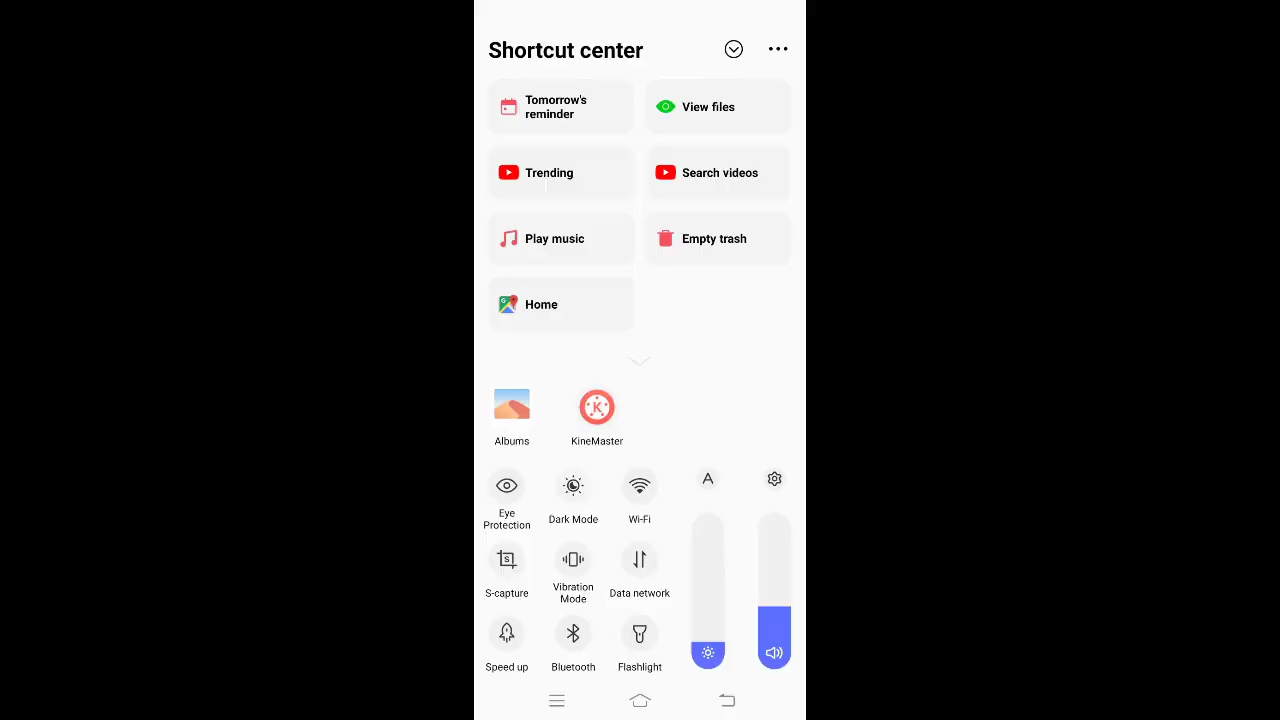 Shortcut center
Tomorrow's
reminder
View files
Trending
Search videos
Play music
Empty trash
Home
Albums
KineMaster
Eye
Protection
Dark Mode
Wi-Fi
S-capture
Vibration
Mode
Data network
Speed up
Bluetooth
Flashlight